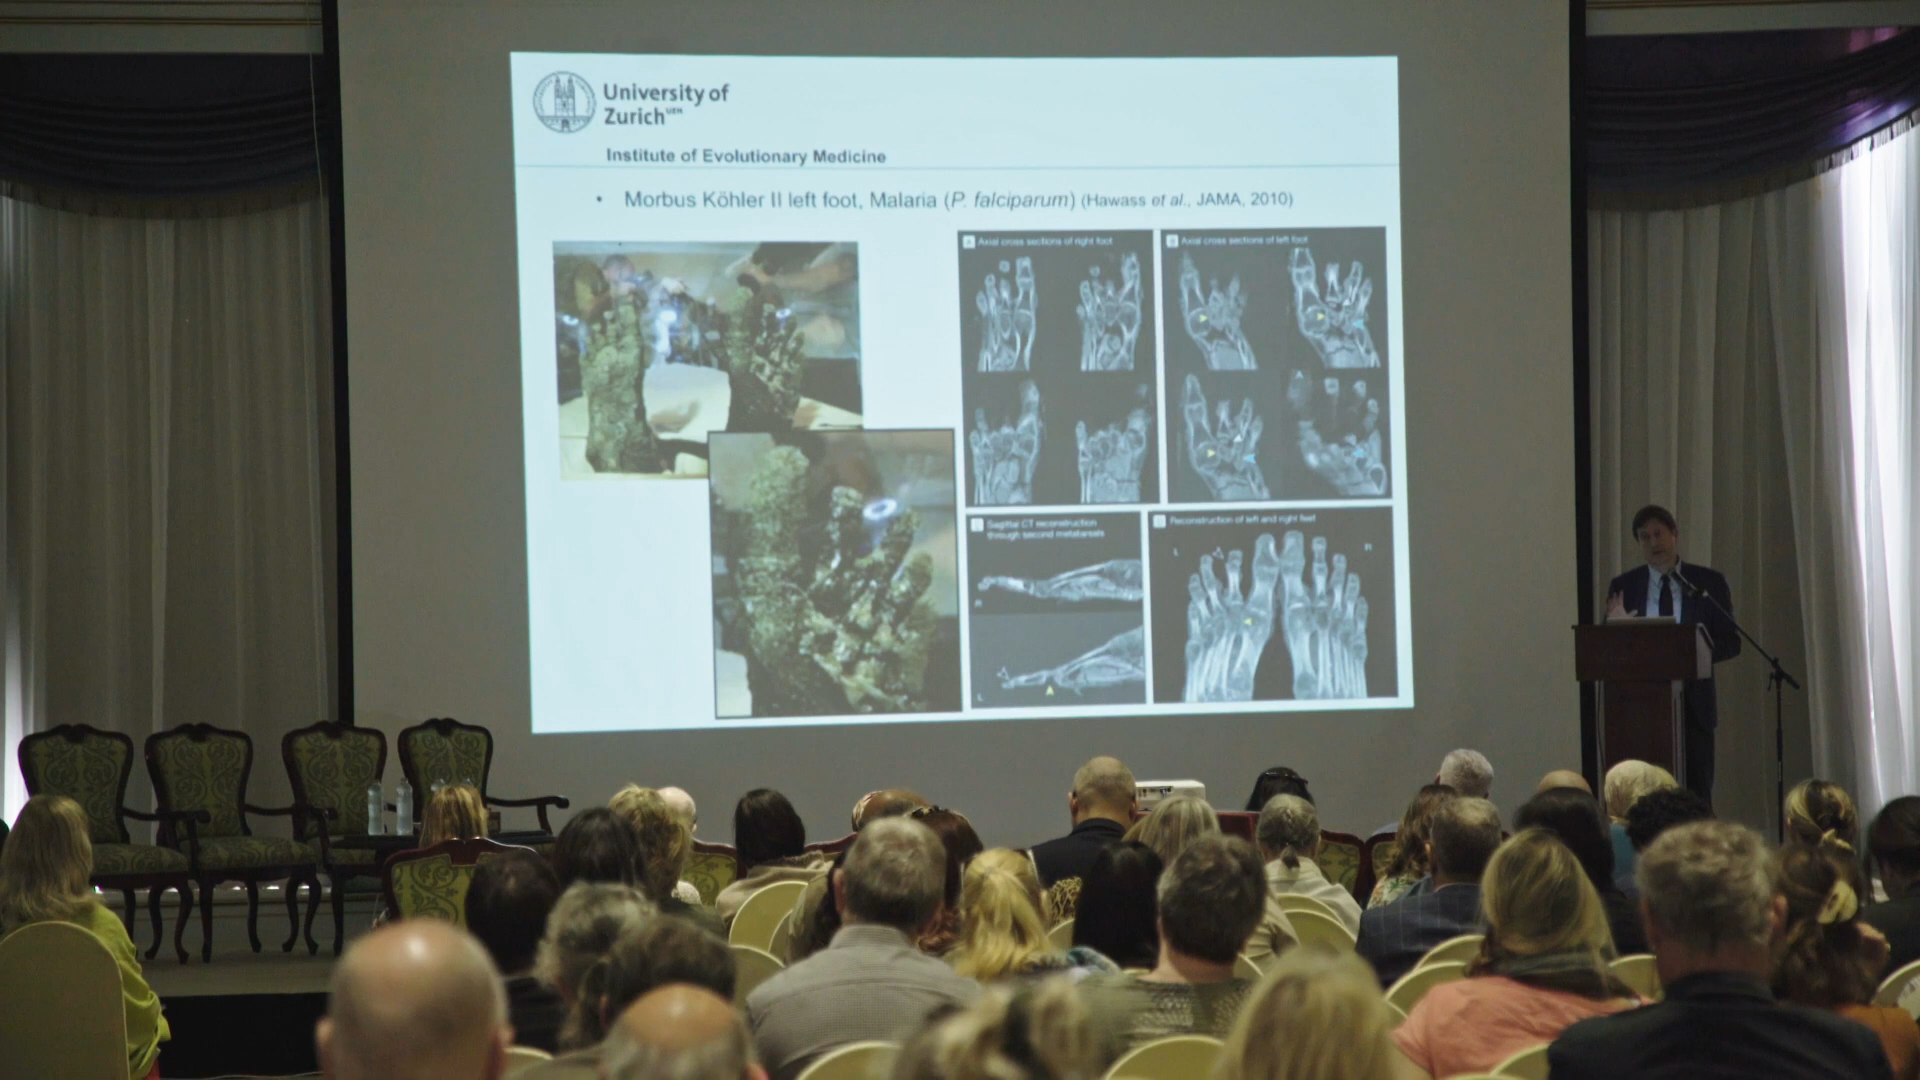 University of
Zurich UZH
Institute of Evolutionary Medicine
• Morbus Köhler II left foot, Malaria (P. falciparum) (Hawass et al., JAMA, 2010)
Axial cross sections of right foot
Axial cross sections of left foot
Sagittal CT reconstruction
through second metatarsals
Reconstruction of left and right feet